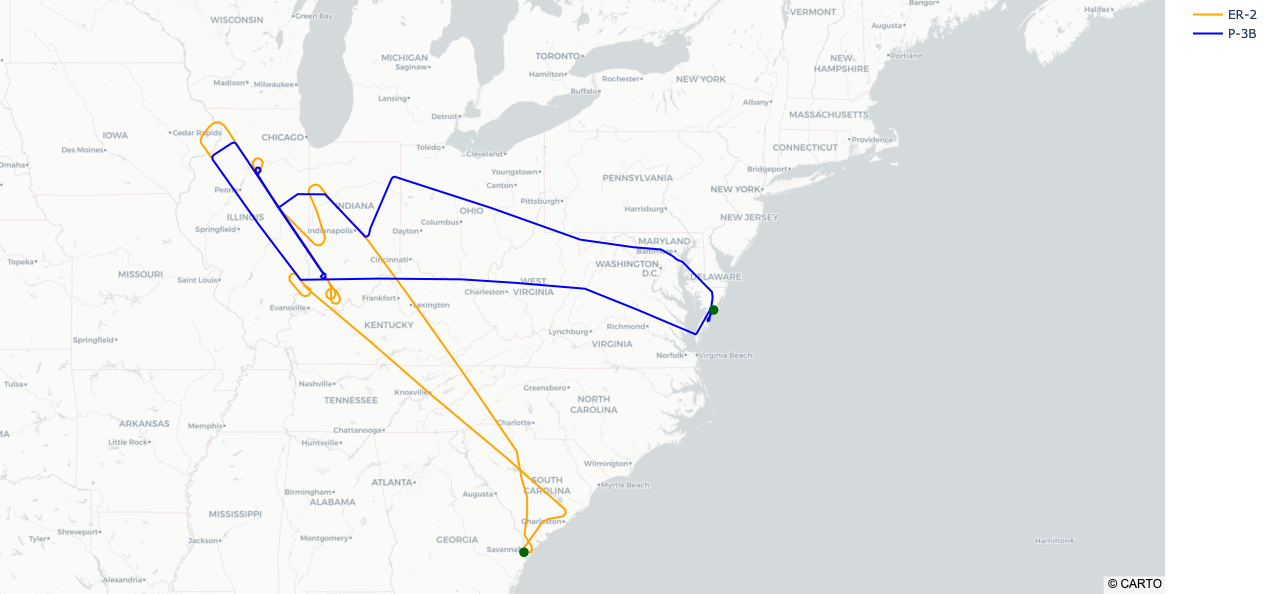 ER-2
P-3B
WISCONSIN
Green Bay
VERMONT
Bangor
Halifax
Augusta
MICHIGAN
Saginaw
TORONTO
Hamilton
Rochester
Buffalo
NEW YORK
NEW
HAMPSHIRE
Portland
Madison
Milwaukee
Lansing
Albany
Detroit
MASSACHUSETTS
IOWA
Cedar Rapids
CHICAGO
Des Moines
Toledo
Cleveland
CONNECTICUT
Providence
Omaha
Youngstown
Canton
Bridgeport
Peoria
PENNSYLVANIA
NEW YORK
Pittsburgh
Harrisburg
INDIANA
OHIO
ILLINOIS
NEW JERSEY
Springfield
Indianapolis
Dayton
Columbus
MARYLAND
Baltimore
Topeka
Cincinnati
WASHINGTON
D.C.
DELAWARE
MISSOURI
Saint Louis
WEST
VIRGINIA
Charleston
Frankfort
Lexington
Evansville
KENTUCKY
Lynchburg
Richmond
Springfield
VIRGINIA
Norfolk
Virginia Beach
Tulsa
Nashville
Knoxville
Greensboro
TENNESSEE
NORTH
CAROLINA
ARKANSAS
Memphis
Charlotte
MA
Little Rock
Chattanooga
Huntsville
Wilmington
ATLANTA
SOUTH
CAROLINA
Myrtle Beach
Birmingham
ALABAMA
Augusta
MISSISSIPPI
Charleston
Shreveport
Tyler
Jackson
Montgomery
GEORGIA
Savannah
Hamilton
Alexandria
© CARTO